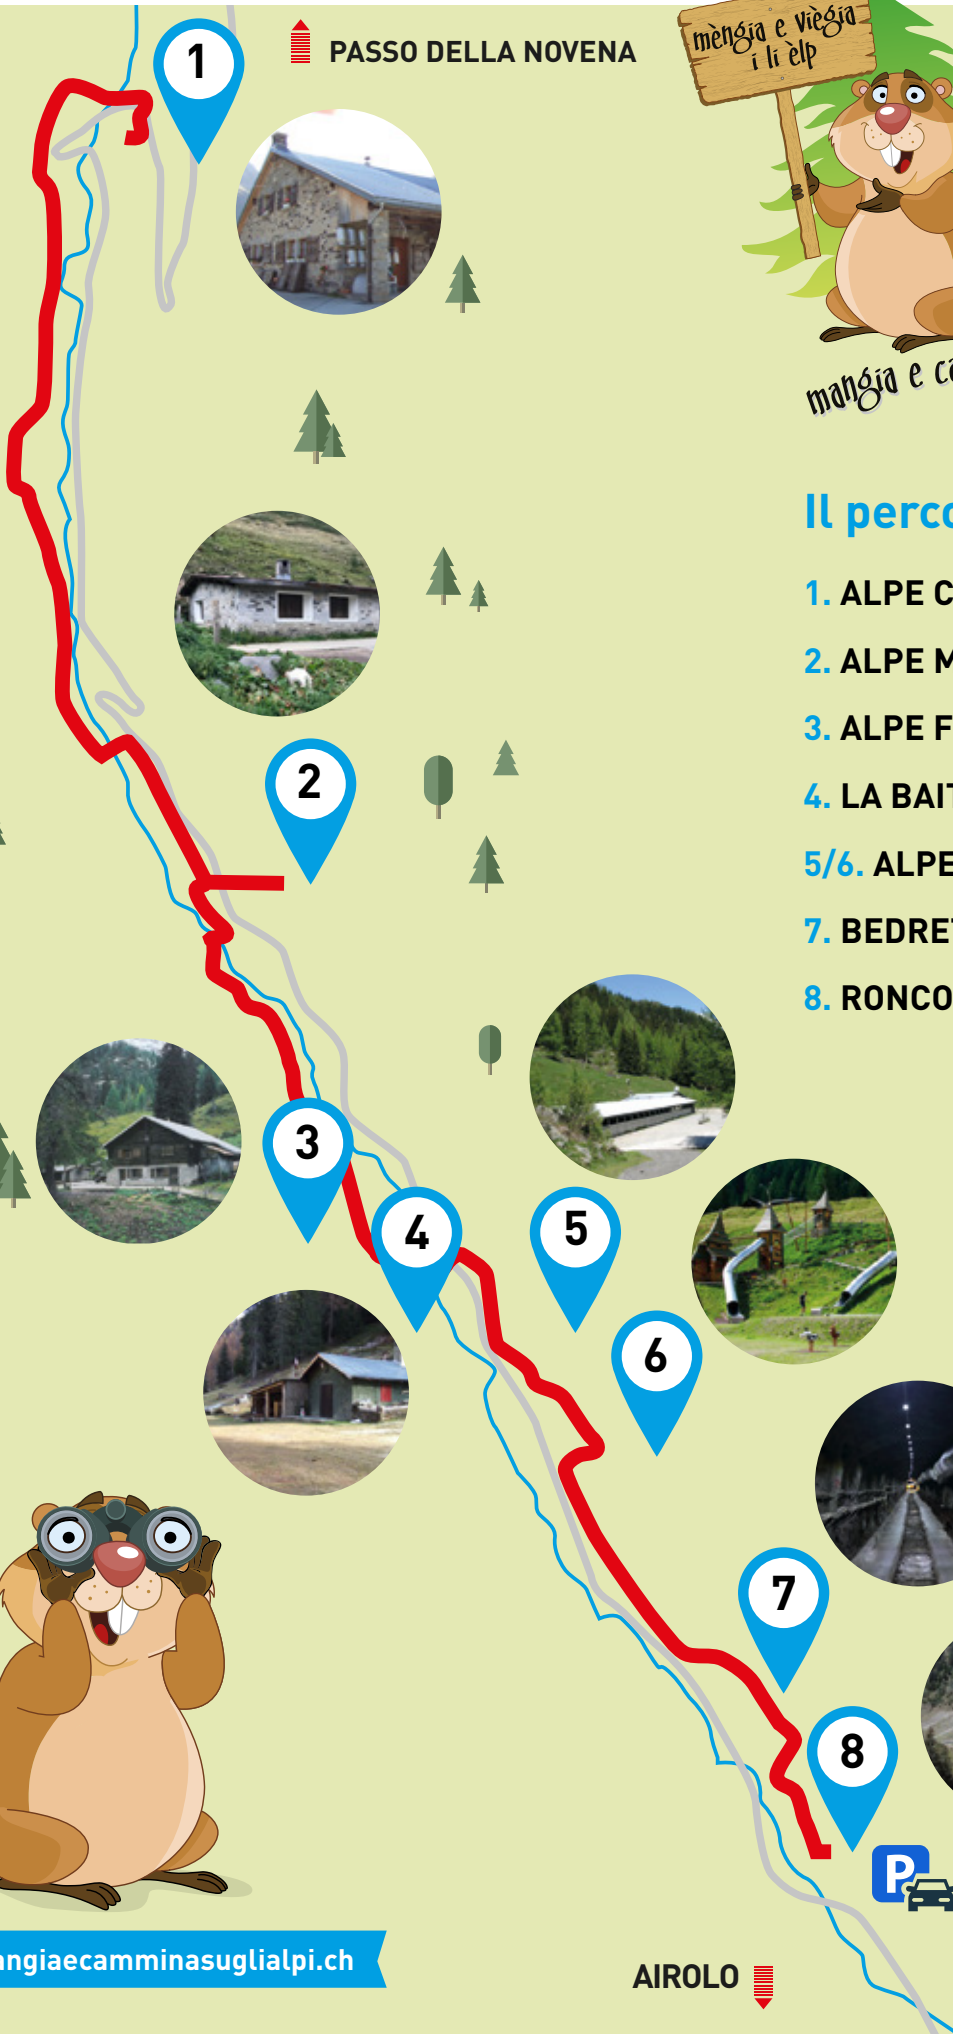 1
PASSO DELLA NOVENA
mèngia e viègia
i li èlp
mangia e ca
Il perco
1. ALPE C
2. ALPE M
3. ALPE F
4. LA BAIT
5/6. ALPE
7. BEDRET
8. RONCO
2
3
4
5
6
7
8
P
angiaecamminasuglialpi.ch
AIROLO